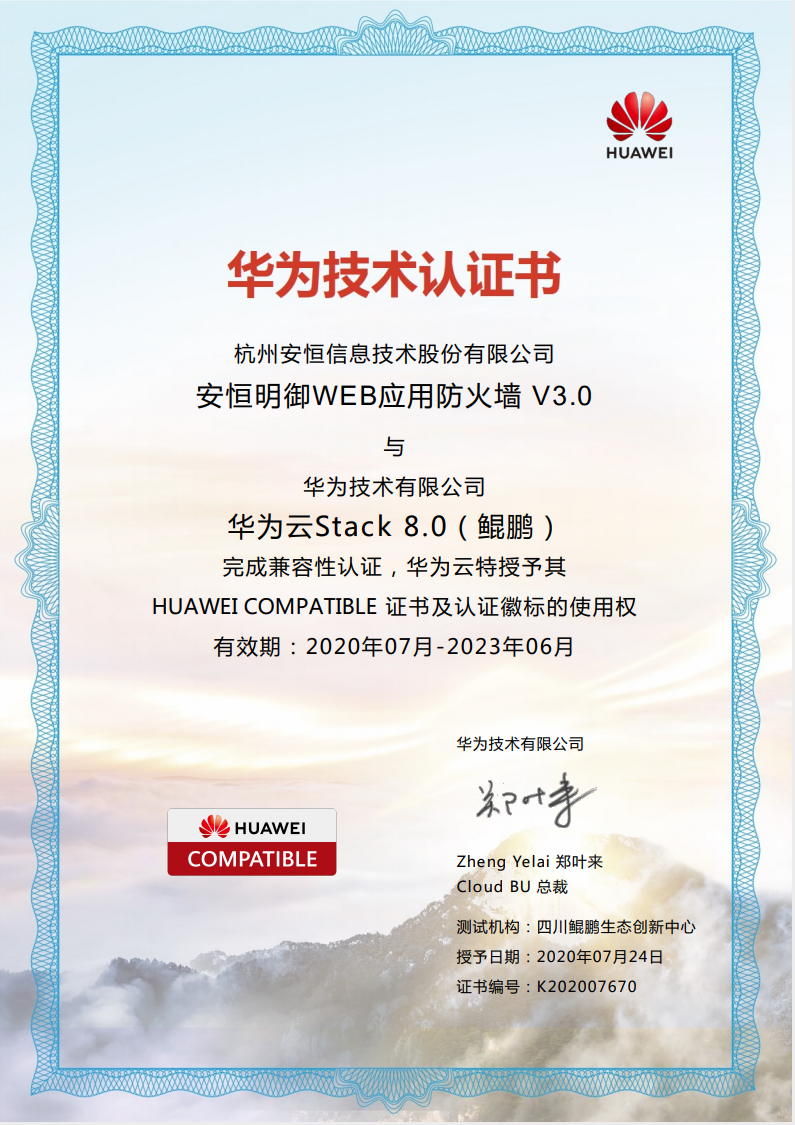 HUAWEI
华为技术认证书
杭州安恒信息技术股份有限公司
安恒明御WEB应用防火墙 V3.0
与
华为技术有限公司
华为云Stack 8.0（鲲鹏）
完成兼容性认证，华为云特授予其
HUAWEI COMPATIBLE 证书及认证徽标的使用权
有效期：2020年07月-2023年06月
华为技术有限公司
郑叶来
HUAWEI
COMPATIBLE
Zheng Yelai 郑叶来
Cloud BU 总裁
测试机构：四川鲲鹏生态创新中心
授予日期：2020年07月24日
证书编号：K202007670